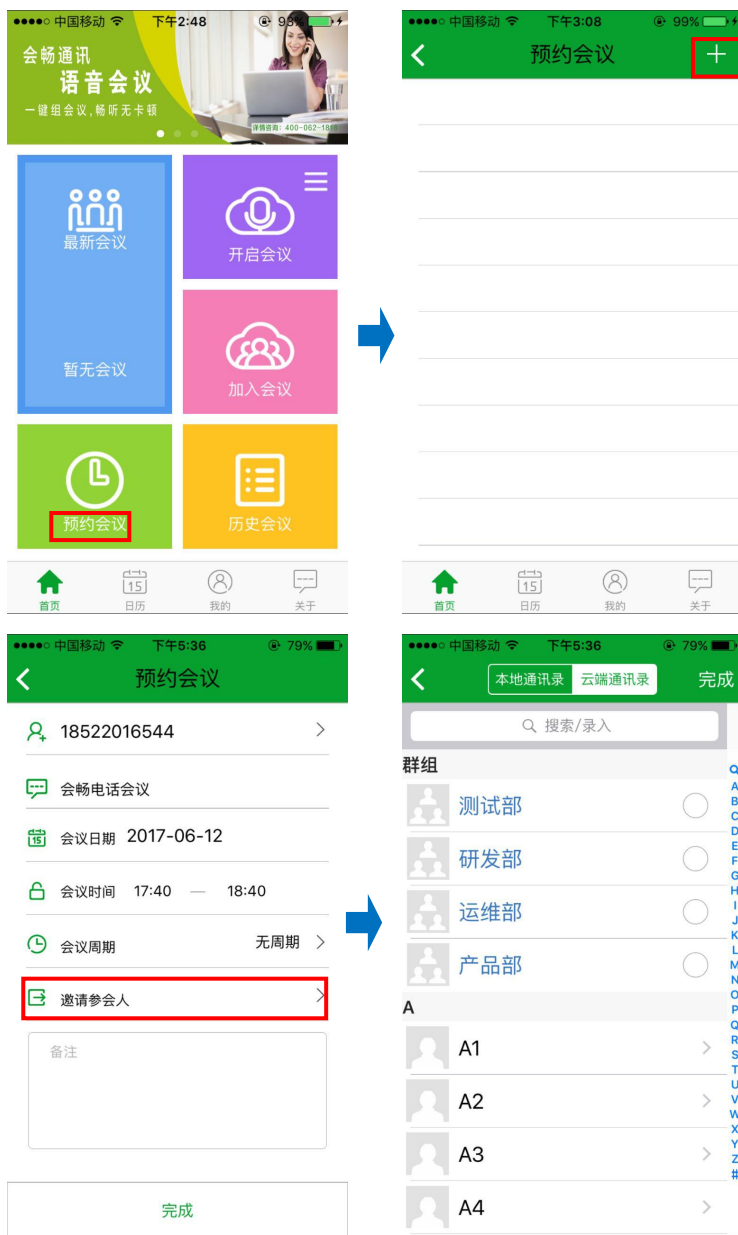 中国移动 下午2:48 93%
会畅通讯
语音会议
一键组会议,畅听无卡顿
详情咨询：400-062-1818
最新会议
暂无会议
开启会议
加入会议
预约会议
历史会议
15
首页 日历 我的 关于
中国移动 下午3:08 99%
预约会议
15
首页 日历 我的 关于
中国移动 下午5:36 79%
预约会议
18522016544
会畅电话会议
15 会议日期 2017-06-12
会议时间 17:40 — 18:40
会议周期 无周期
邀请参会人
备注
完成
中国移动 下午5:36 79%
本地通讯录 云端通讯录 完成
搜索/录入
群组
测试部
研发部
运维部
产品部
A
A1
A2
A3
A4
A
B
C
D
E
F
G
H
I
J
K
L
M
N
O
P
Q
R
S
T
U
V
W
X
Y
Z
#